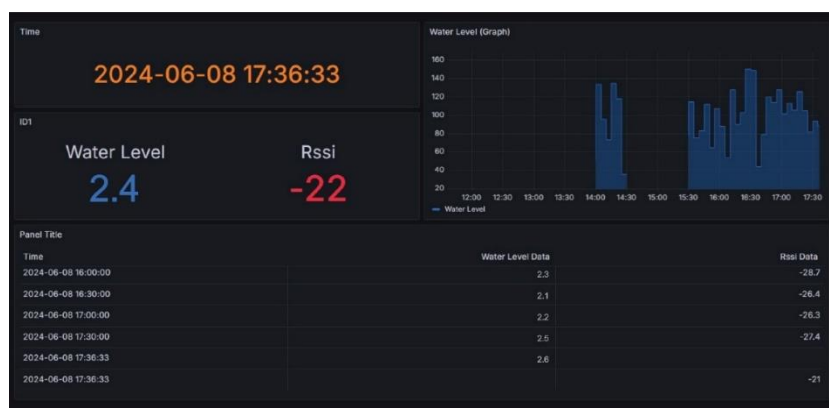 Time
2024-06-08 17:36:33
ID1
Water Level Rssi
2.4 -22
Water Level (Graph)
160
140
120
100
80
60
40
20
12:00 12:30 13:00 13:30 14:00 14:30 15:00 15:30 16:00 16:30 17:00 17:30
Water Level
Panel Title
Time Water Level Data Rssi Data
2024-06-08 16:00:00 2.3 -28.7
2024-06-08 16:30:00 2.1 -26.4
2024-06-08 17:00:00 2.2 -26.3
2024-06-08 17:30:00 2.5 -27.4
2024-06-08 17:36:33 2.6
2024-06-08 17:36:33 -21